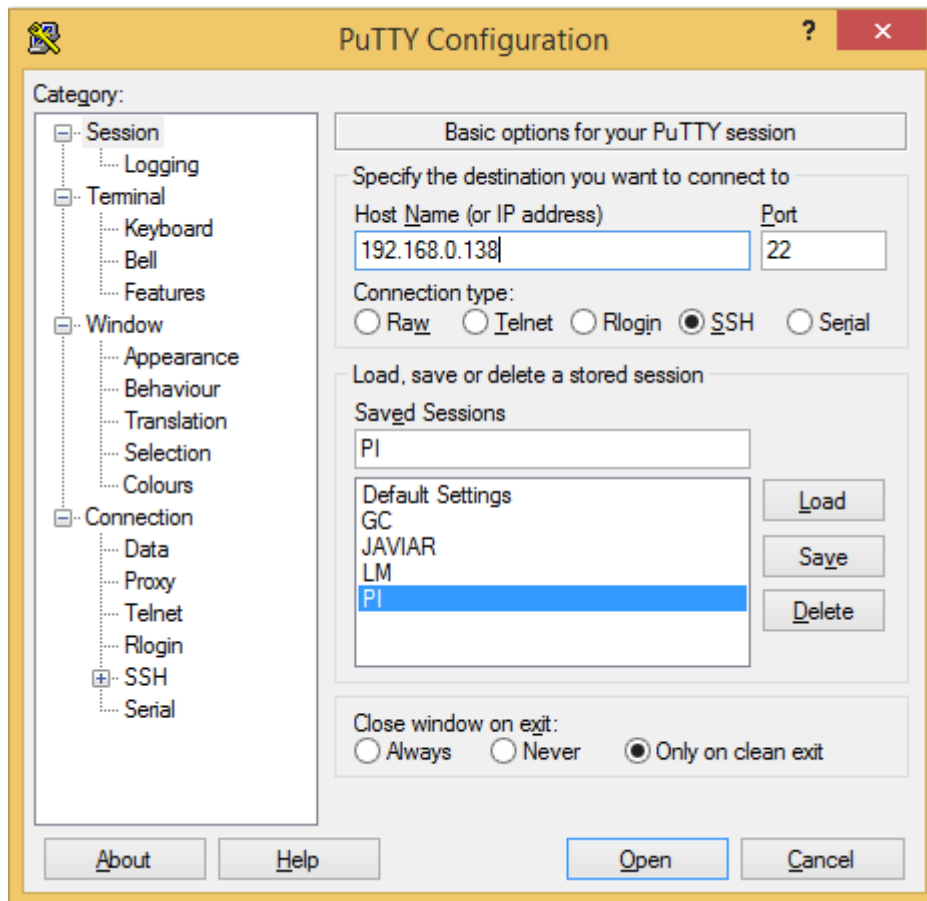 PuTTY Configuration
?
Category:
Session
Logging
Terminal
Keyboard
Bell
Features
Window
Appearance
Behaviour
Translation
Selection
Colours
Connection
Data
Proxy
Telnet
Rlogin
SSH
Serial
Basic options for your PuTTY session
Specify the destination you want to connect to
Host Name (or IP address) Port
192.168.0.138 22
Connection type:
Raw Telnet Rlogin SSH Serial
Load, save or delete a stored session
Saved Sessions
PI
Default Settings
GC
JAVIAR
LM
PI
Load
Save
Delete
Close window on exit:
Always Never Only on clean exit
About Help Open Cancel